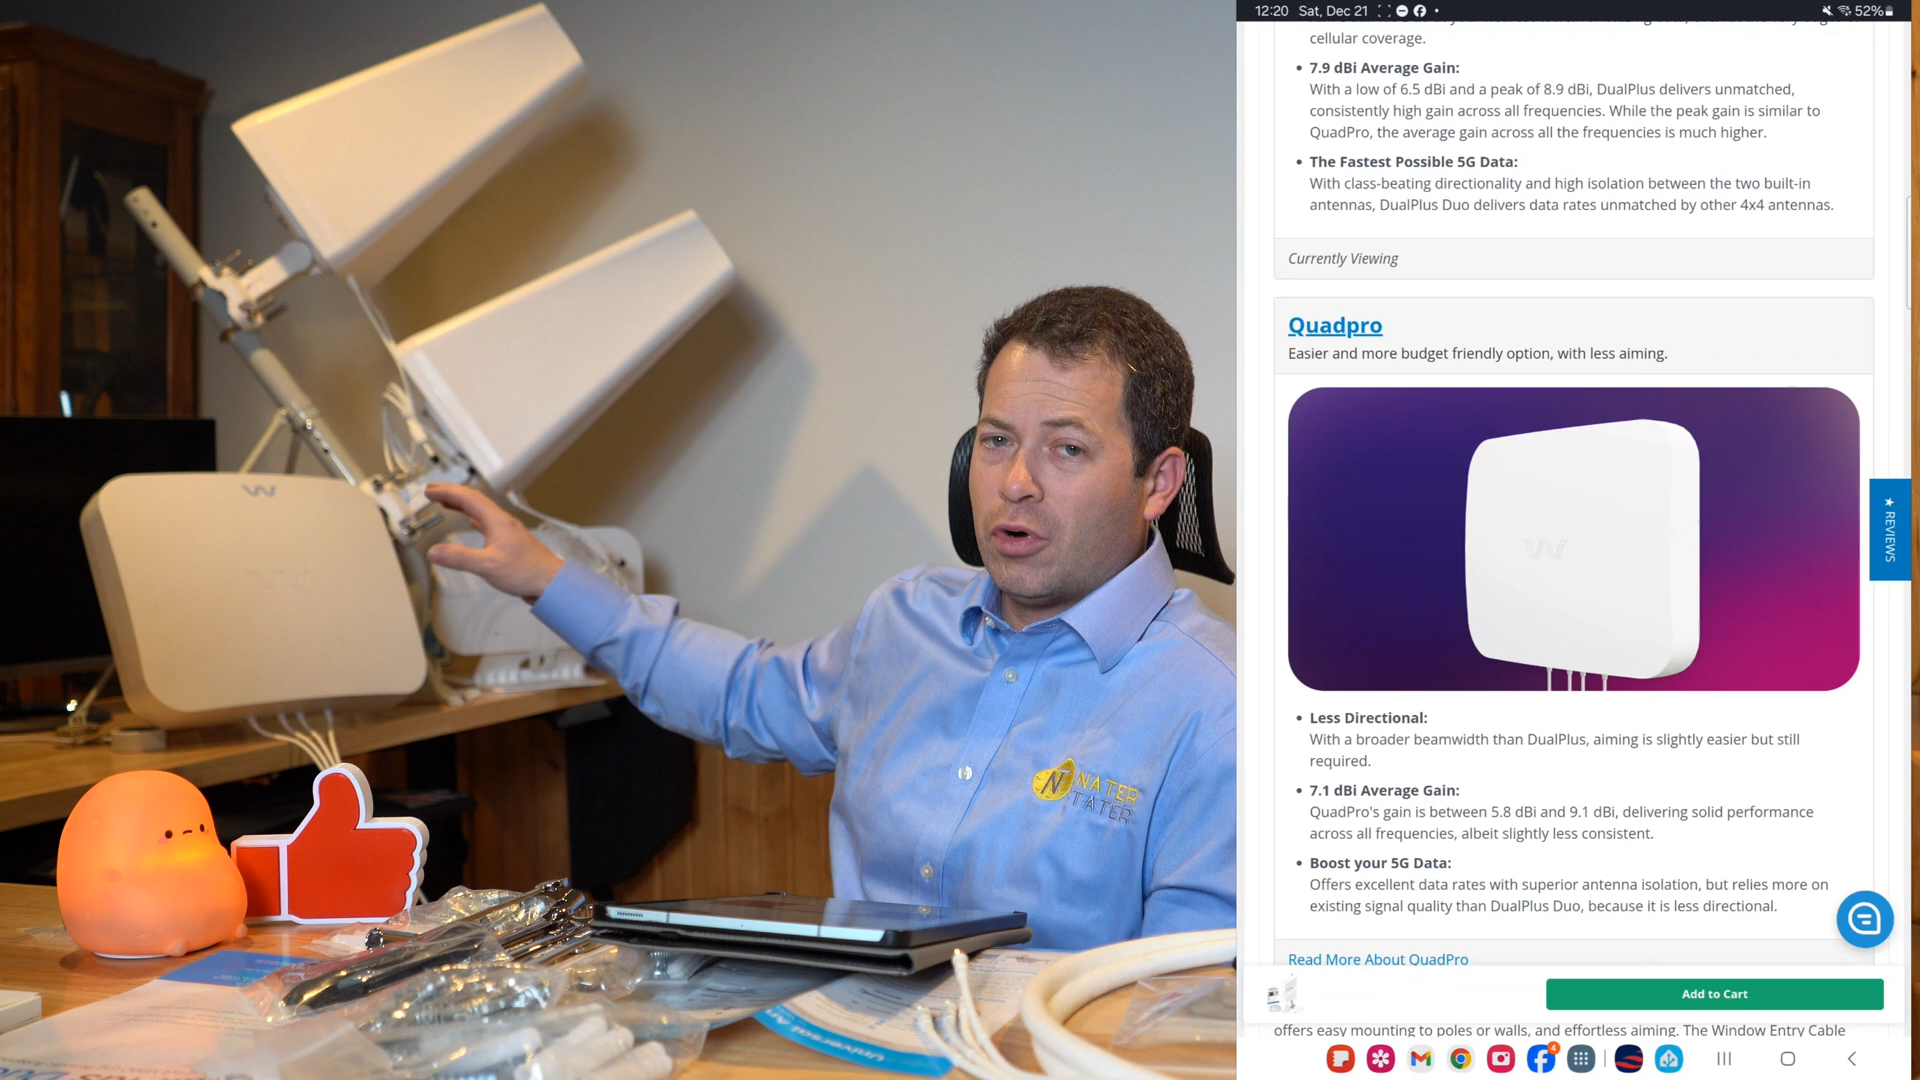 12:20 Sat, Dec 21
52%
cellular coverage.
• 7.9 dBi Average Gain:
With a low of 6.5 dBi and a peak of 8.9 dBi, DualPlus delivers unmatched,
consistently high gain across all frequencies. While the peak gain is similar to
QuadPro, the average gain across all the frequencies is much higher.
• The Fastest Possible 5G Data:
With class-beating directionality and high isolation between the two built-in
antennas, DualPlus Duo delivers data rates unmatched by other 4x4 antennas.
Currently Viewing
Quadpro
Easier and more budget friendly option, with less aiming.
W
★ REVIEWS
• Less Directional:
With a broader beamwidth than DualPlus, aiming is slightly easier but still
required.
• 7.1 dBi Average Gain:
QuadPro's gain is between 5.8 dBi and 9.1 dBi, delivering solid performance
across all frequencies, albeit slightly less consistent.
• Boost your 5G Data:
Offers excellent data rates with superior antenna isolation, but relies more on
existing signal quality than DualPlus Duo, because it is less directional.
Read More About QuadPro
Add to Cart
offers easy mounting to poles or walls, and effortless aiming. The Window Entry Cable
4
W
N
NATER
TATER